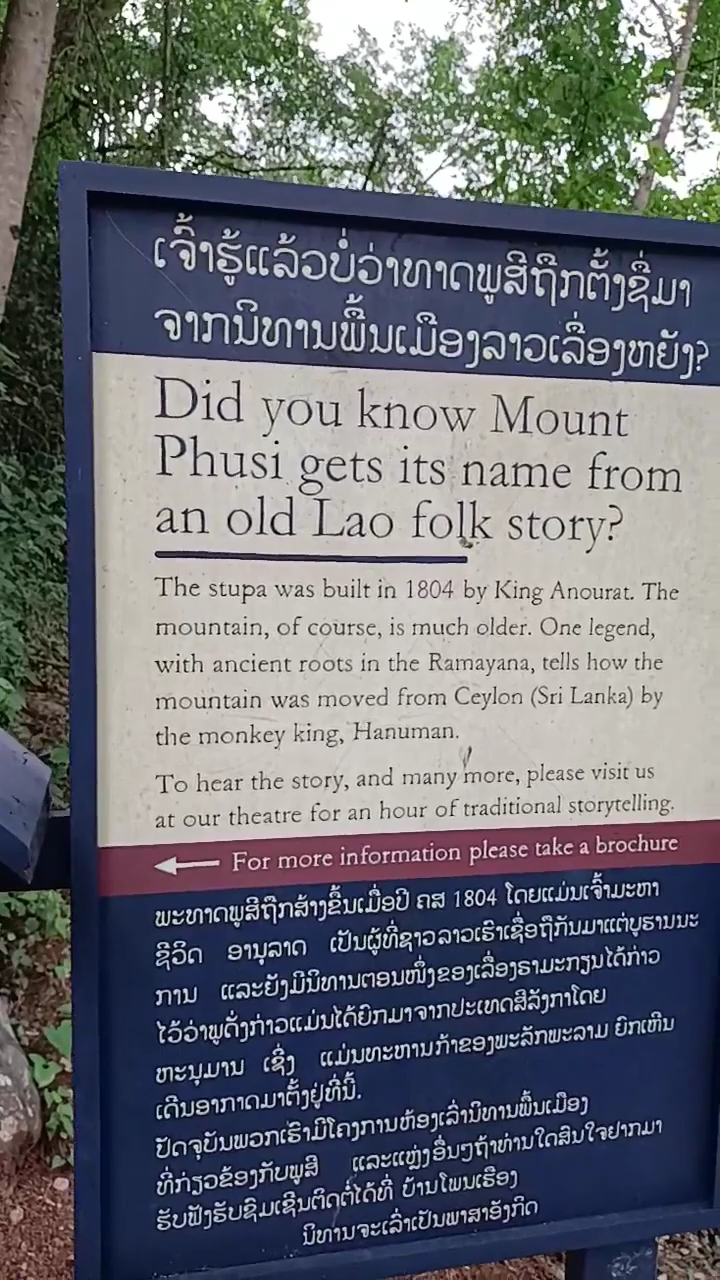 ເຈົ້າຮູ້ແລ້ວບໍ່ວ່າທາດພູສີຖືກຕັ້ງຊື່ມາ
ຈາກນິທານພື້ນເມືອງລາວເລື່ອງຫຍັງ?
Did you know Mount
Phusi gets its name from
an old Lao folk story?
The stupa was built in 1804 by King Anourat. The
mountain, of course, is much older. One legend,
with ancient roots in the Ramayana, tells how the
mountain was moved from Ceylon (Sri Lanka) by
the monkey king, Hanuman.
To hear the story, and many more, please visit us
at our theatre for an hour of traditional storytelling.
For more information please take a brochure
ພະທາດພູສີຖືກສ້າງຂຶ້ນເມື່ອປີ ຄສ 1804 ໂດຍແມ່ນເຈົ້າມະຫາ
ຊີວິດ ອານຸລາດ ເປັນຜູ້ທີ່ຊາວລາວເຮົາເຊື່ອຖືກັນມາແຕ່ບູຮານນະ
ການ ແລະຍັງມີນິທານຕອນໜຶ່ງຂອງເລື່ອງຣາມະກຽນໄດ້ກ່າວ
ໄວ້ວ່າພູດັ່ງກ່າວແມ່ນໄດ້ຍົກມາຈາກປະເທດສີລັງກາໂດຍ
ຫະນຸມານ ເຊິ່ງ ແມ່ນທະຫານກ້າຂອງພະລັກພະລາມ ຍົກເຫີນ
ເດີນອາກາດມາຕັ້ງຢູ່ທີ່ນີ້.
ປັດຈຸບັນພວກເຮົາມີໂຄງການຫ້ອງເລົ່ານິທານພື້ນເມືອງ
ທີ່ກ່ຽວຂ້ອງກັບພູສີ ແລະແຫຼ່ງອື່ນໆຖ້າທ່ານໃດສົນໃຈຢາກມາ
ຮັບຟັງຮັບຊົມເຊີນຕິດຕໍ່ໄດ້ທີ່ ບ້ານໂພນເຮືອງ
ນິທານຈະເລົ່າເປັນພາສາອັງກິດ